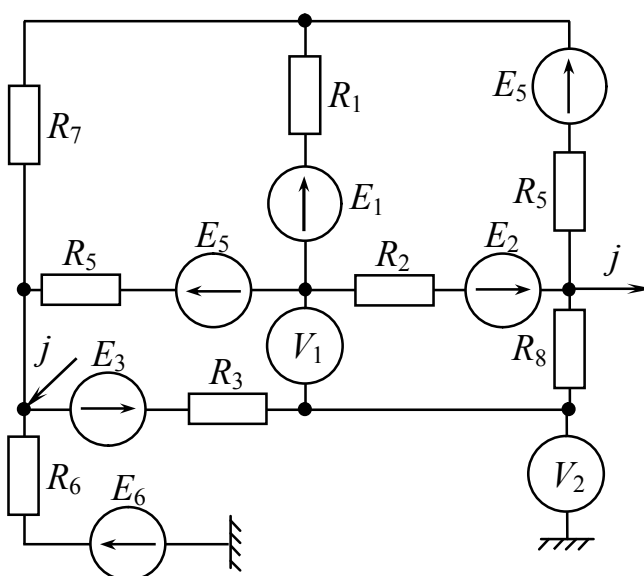 R₁
E₅
R₇
E₁
R₅
R₅
E₅
R₂
E₂
j
V₁
R₈
j
E₃
R₃
R₆
E₆
V₂